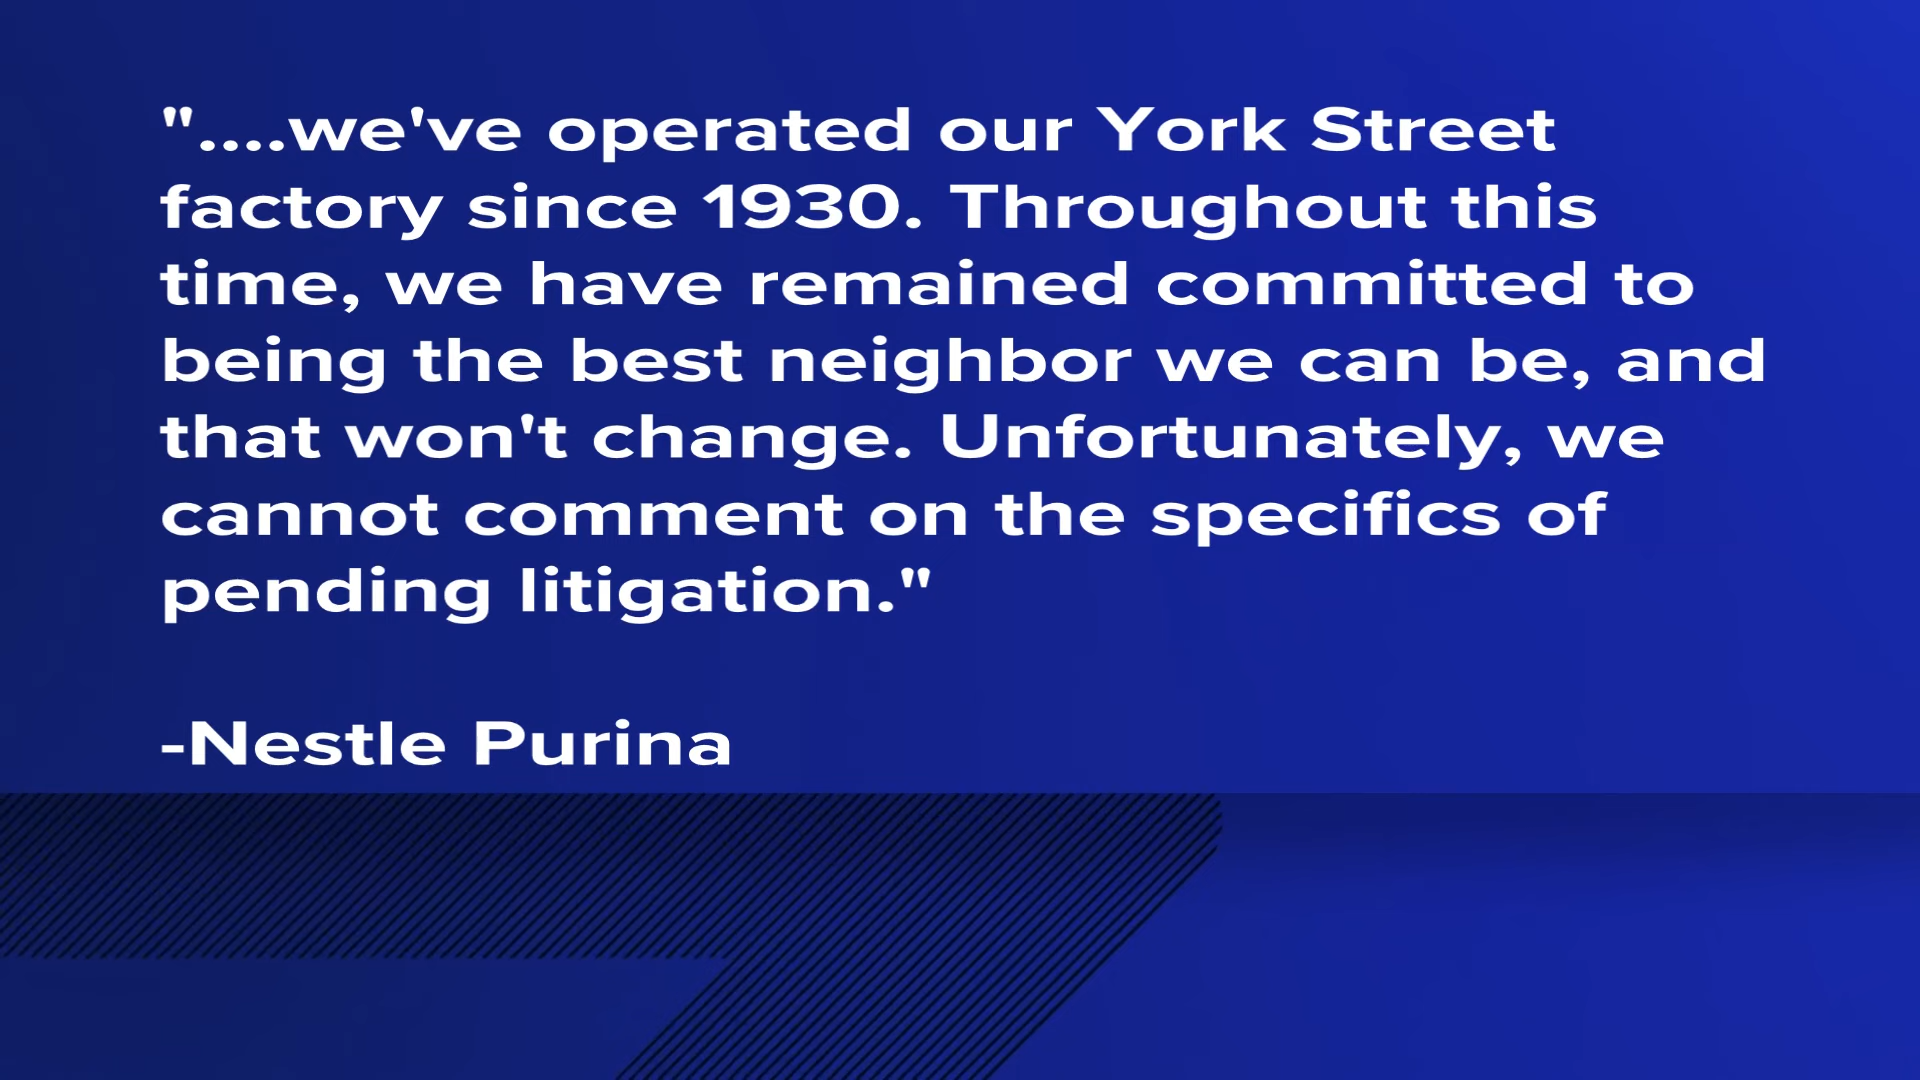 "....we've operated our York Street
factory since 1930. Throughout this
time, we have remained committed to
being the best neighbor we can be, and
that won't change. Unfortunately, we
cannot comment on the specifics of
pending litigation."
-Nestle Purina